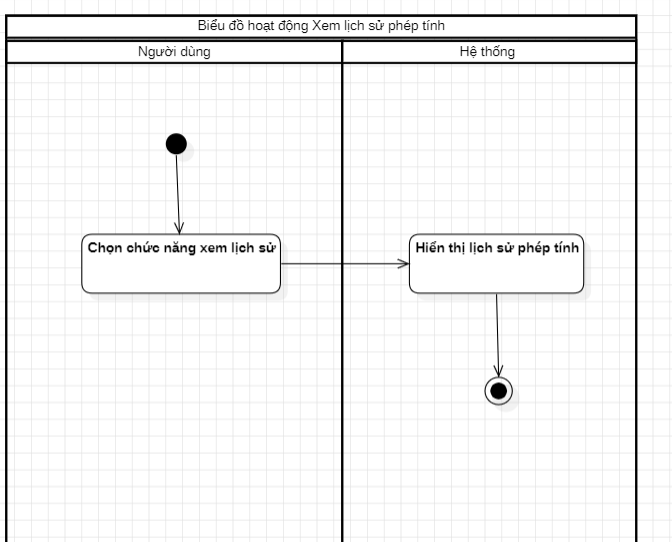 Biểu đồ hoạt động Xem lịch sử phép tính
Người dùng
Hệ thống
Chọn chức năng xem lịch sử
Hiển thị lịch sử phép tính